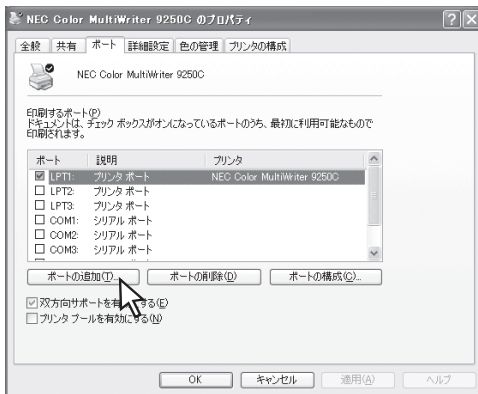 NEC Color MultiWriter 9250C のプロパティ
全般 共有 ポート 詳細設定 色の管理 プリンタの構成
NEC Color MultiWriter 9250C
印刷するポート(P)
ドキュメントは、チェック ボックスがオンになっているポートのうち、最初に利用可能なもので
印刷されます。
ポート 説明 プリンタ
LPT1: プリンタ ポート NEC Color MultiWriter 9250C
LPT2: プリンタ ポート
LPT3: プリンタ ポート
COM1: シリアル ポート
COM2: シリアル ポート
COM3: シリアル ポート
ポートの追加(T)... ポートの削除(D) ポートの構成(C)...
双方向サポートを有効にする(E)
プリンタ プールを有効にする(N)
OK キャンセル 適用(A) ヘルプ